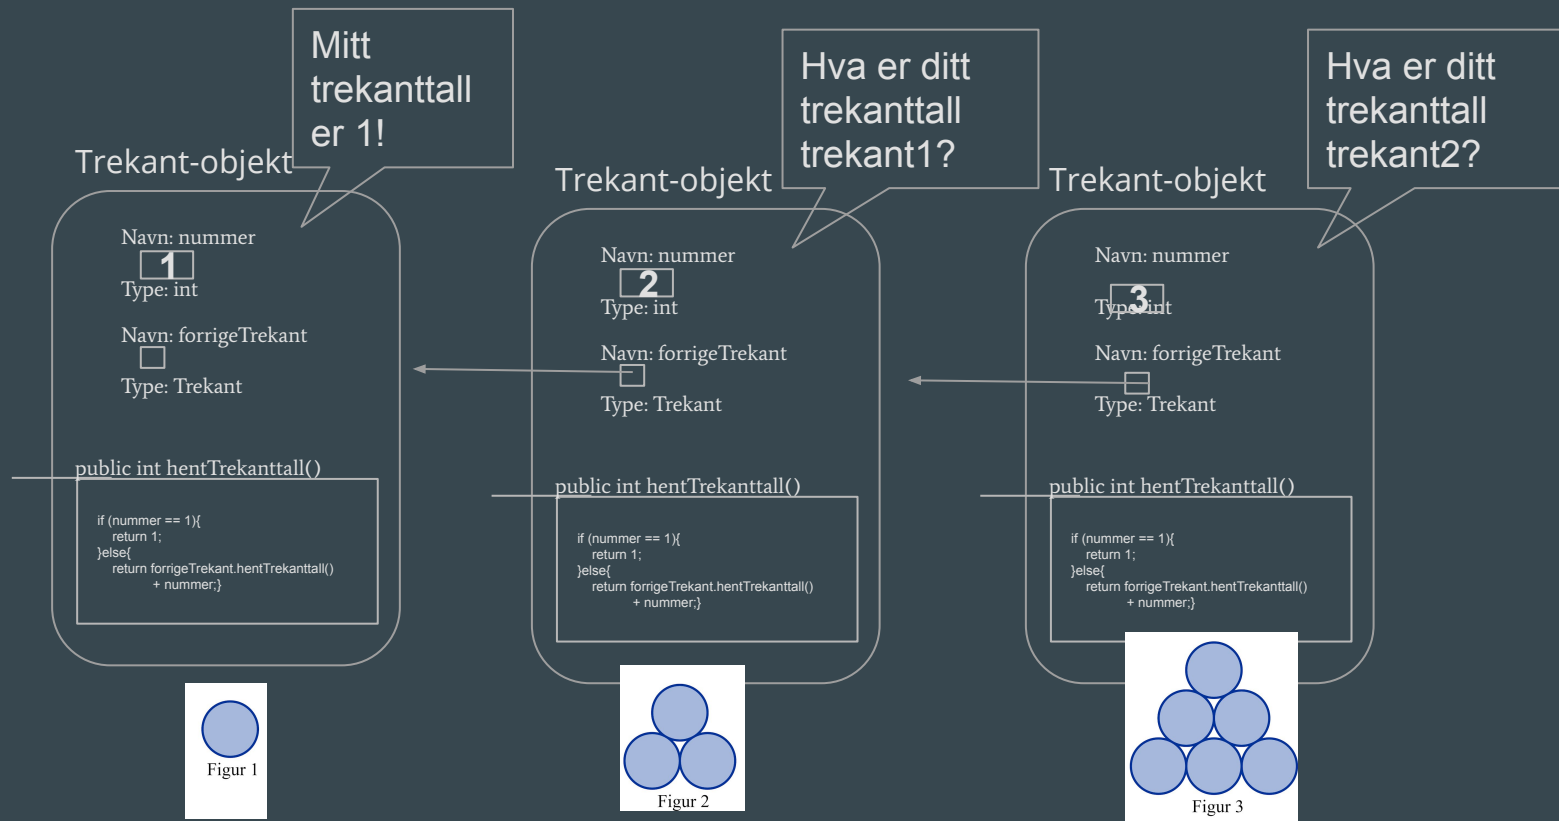 Mitt
trekanttall
er 1!
Trekant-objekt
Navn: nummer
1
Type: int
Navn: forrigeTrekant
Type: Trekant
public int hentTrekanttall()
if (nummer == 1){
return 1;
}else{
return forrigeTrekant.hentTrekanttall()
+ nummer;}
Figur 1
Hva er ditt
trekanttall
trekant1?
Trekant-objekt
Navn: nummer
2
Type: int
Navn: forrigeTrekant
Type: Trekant
public int hentTrekanttall()
if (nummer == 1){
return 1;
}else{
return forrigeTrekant.hentTrekanttall()
+ nummer;}
Figur 2
Hva er ditt
trekanttall
trekant2?
Trekant-objekt
Navn: nummer
3
Type: int
Navn: forrigeTrekant
Type: Trekant
public int hentTrekanttall()
if (nummer == 1){
return 1;
}else{
return forrigeTrekant.hentTrekanttall()
+ nummer;}
Figur 3